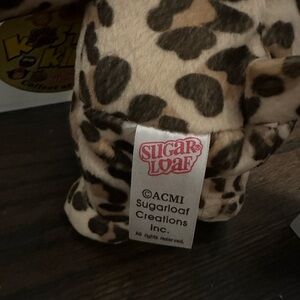 SUGAR
LOAF
©ACMI
Sugarloaf
Creations
Inc.
All rights reserved.